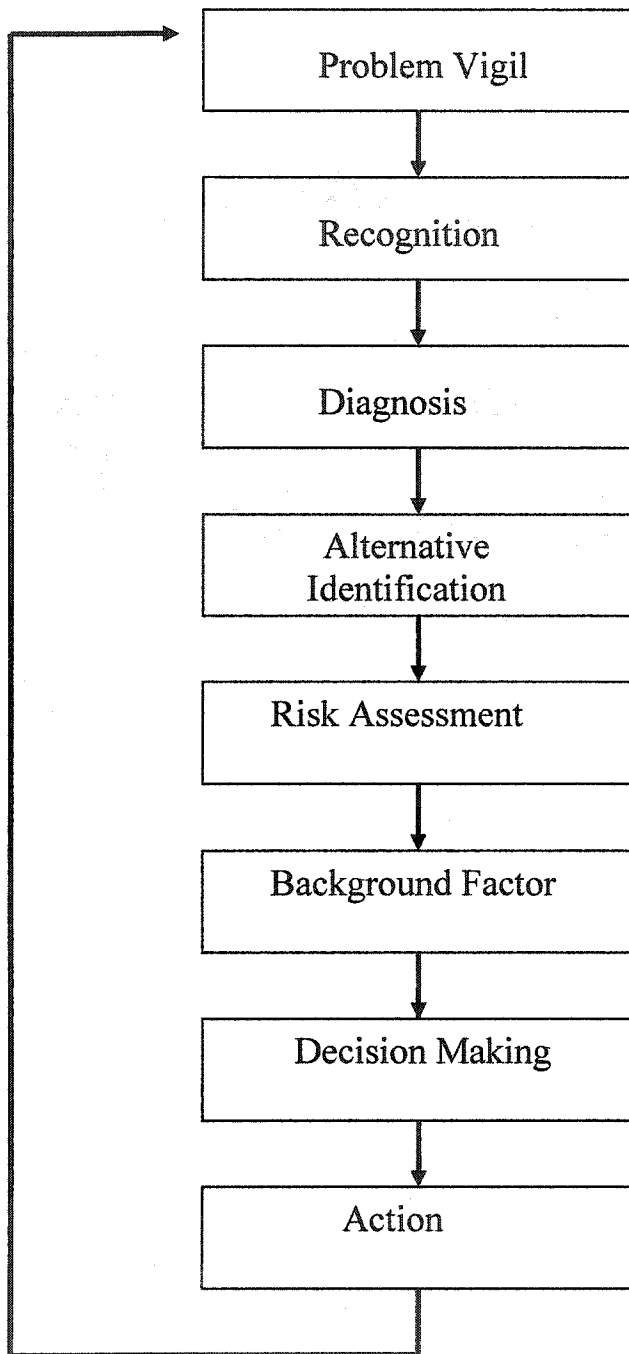 Problem Vigil
Recognition
Diagnosis
Alternative
Identification
Risk Assessment
Background Factor
Decision Making
Action